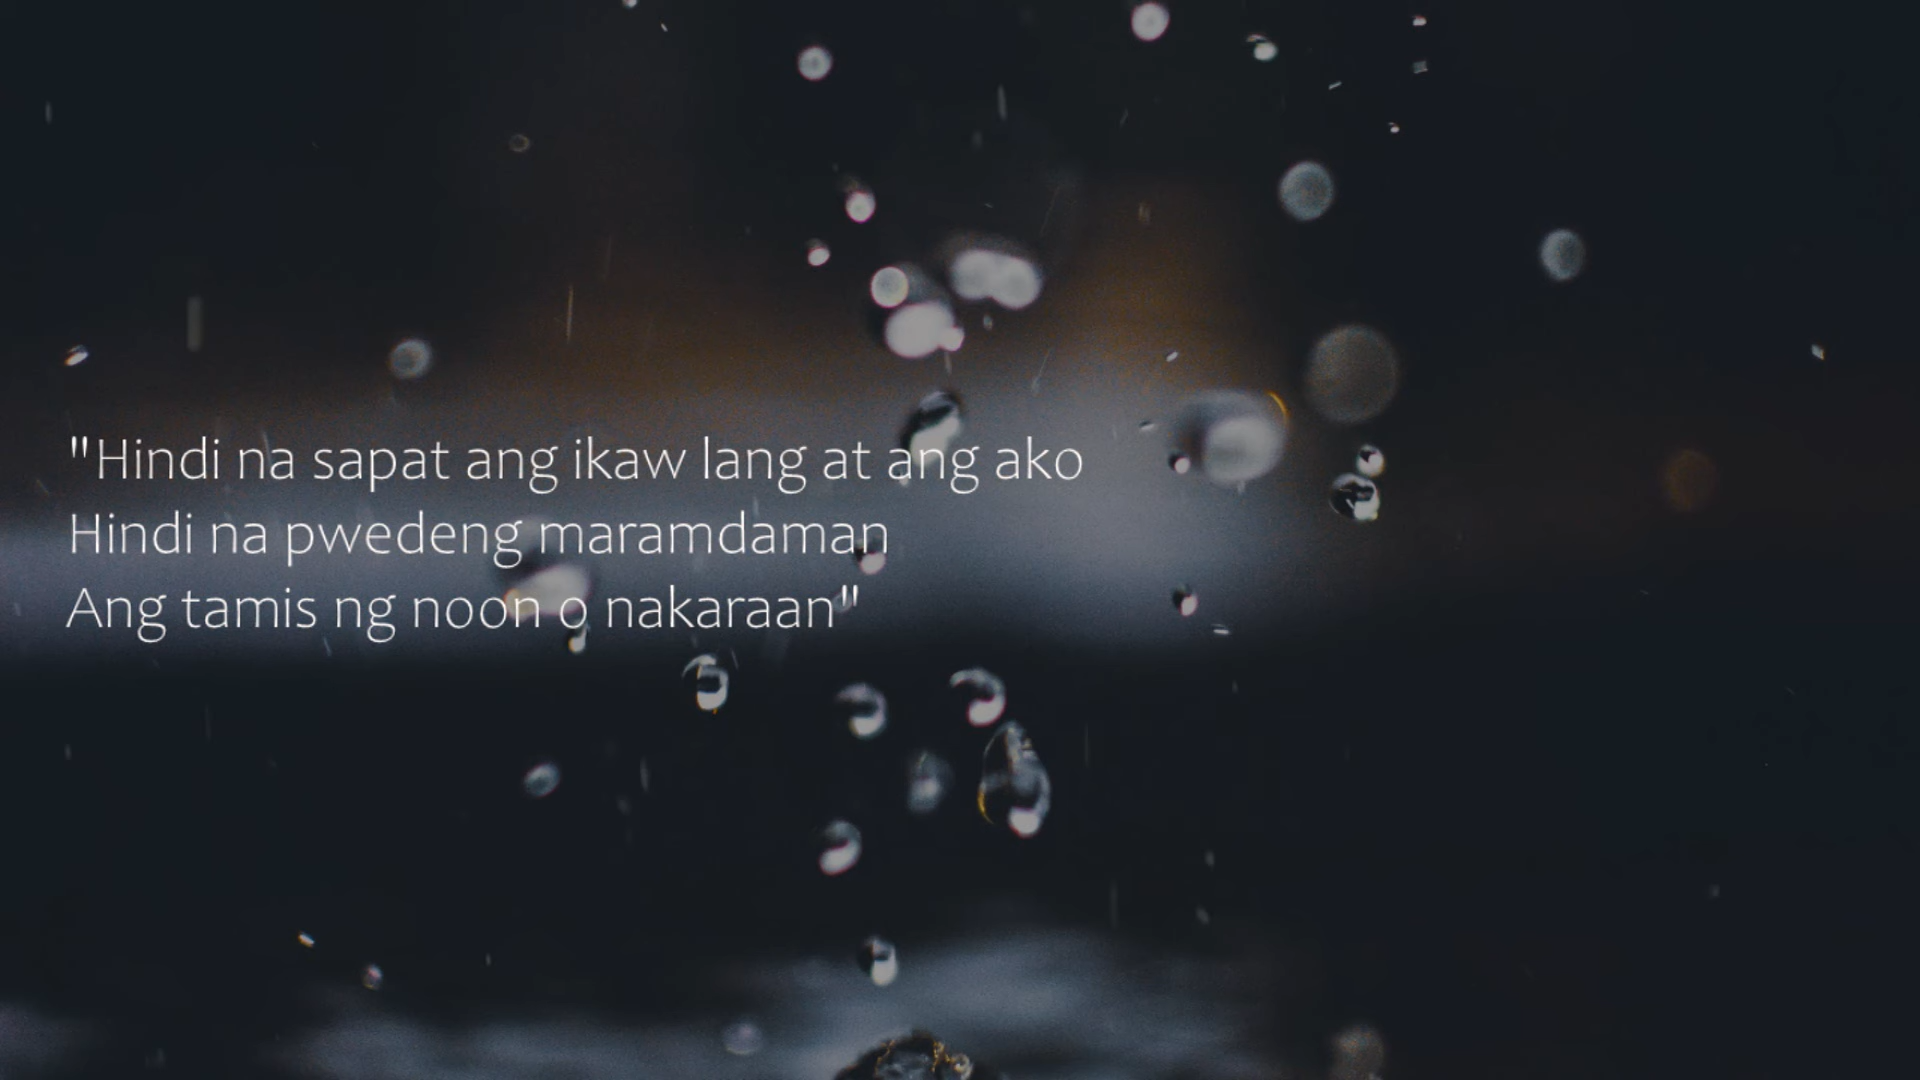 "Hindi na sapat ang ikaw lang at ang ako
Hindi na pwedeng maramdaman
Ang tamis ng noon o nakaraan"